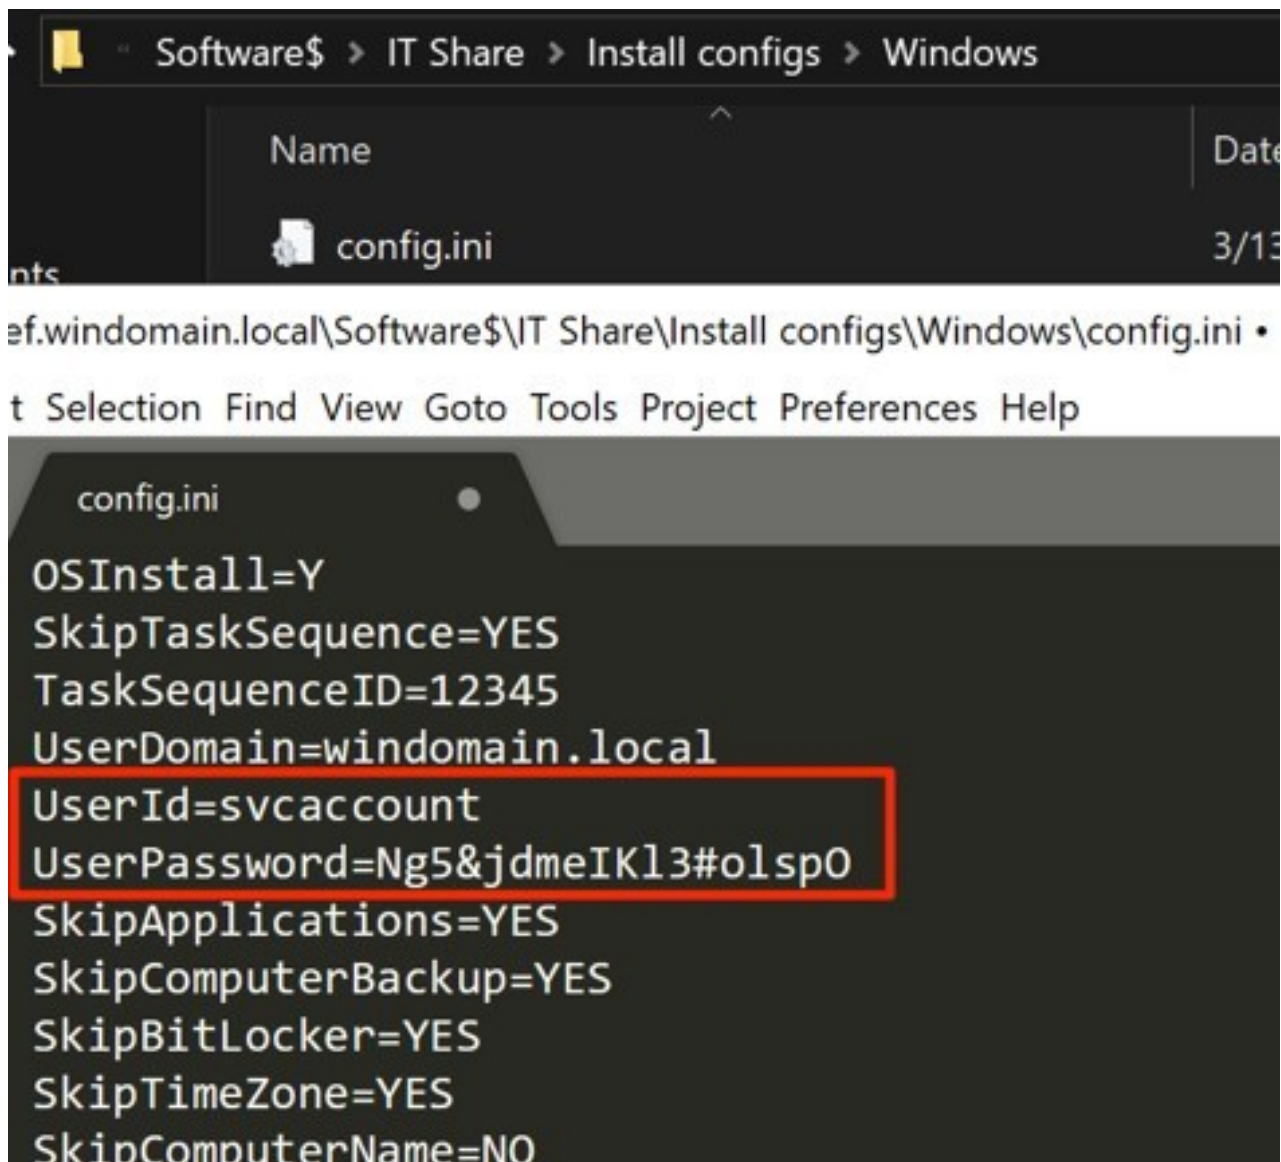 Software$ > IT Share > Install configs > Windows
Name Date
config.ini 3/13
nts
ef.windomain.local\Software$\IT Share\Install configs\Windows\config.ini •
t Selection Find View Goto Tools Project Preferences Help
config.ini
OSInstall=Y
SkipTaskSequence=YES
TaskSequenceID=12345
UserDomain=windomain.local
UserId=svcaccount
UserPassword=Ng5&jdmeIKl3#olspO
SkipApplications=YES
SkipComputerBackup=YES
SkipBitLocker=YES
SkipTimeZone=YES
SkipComputerName=NO